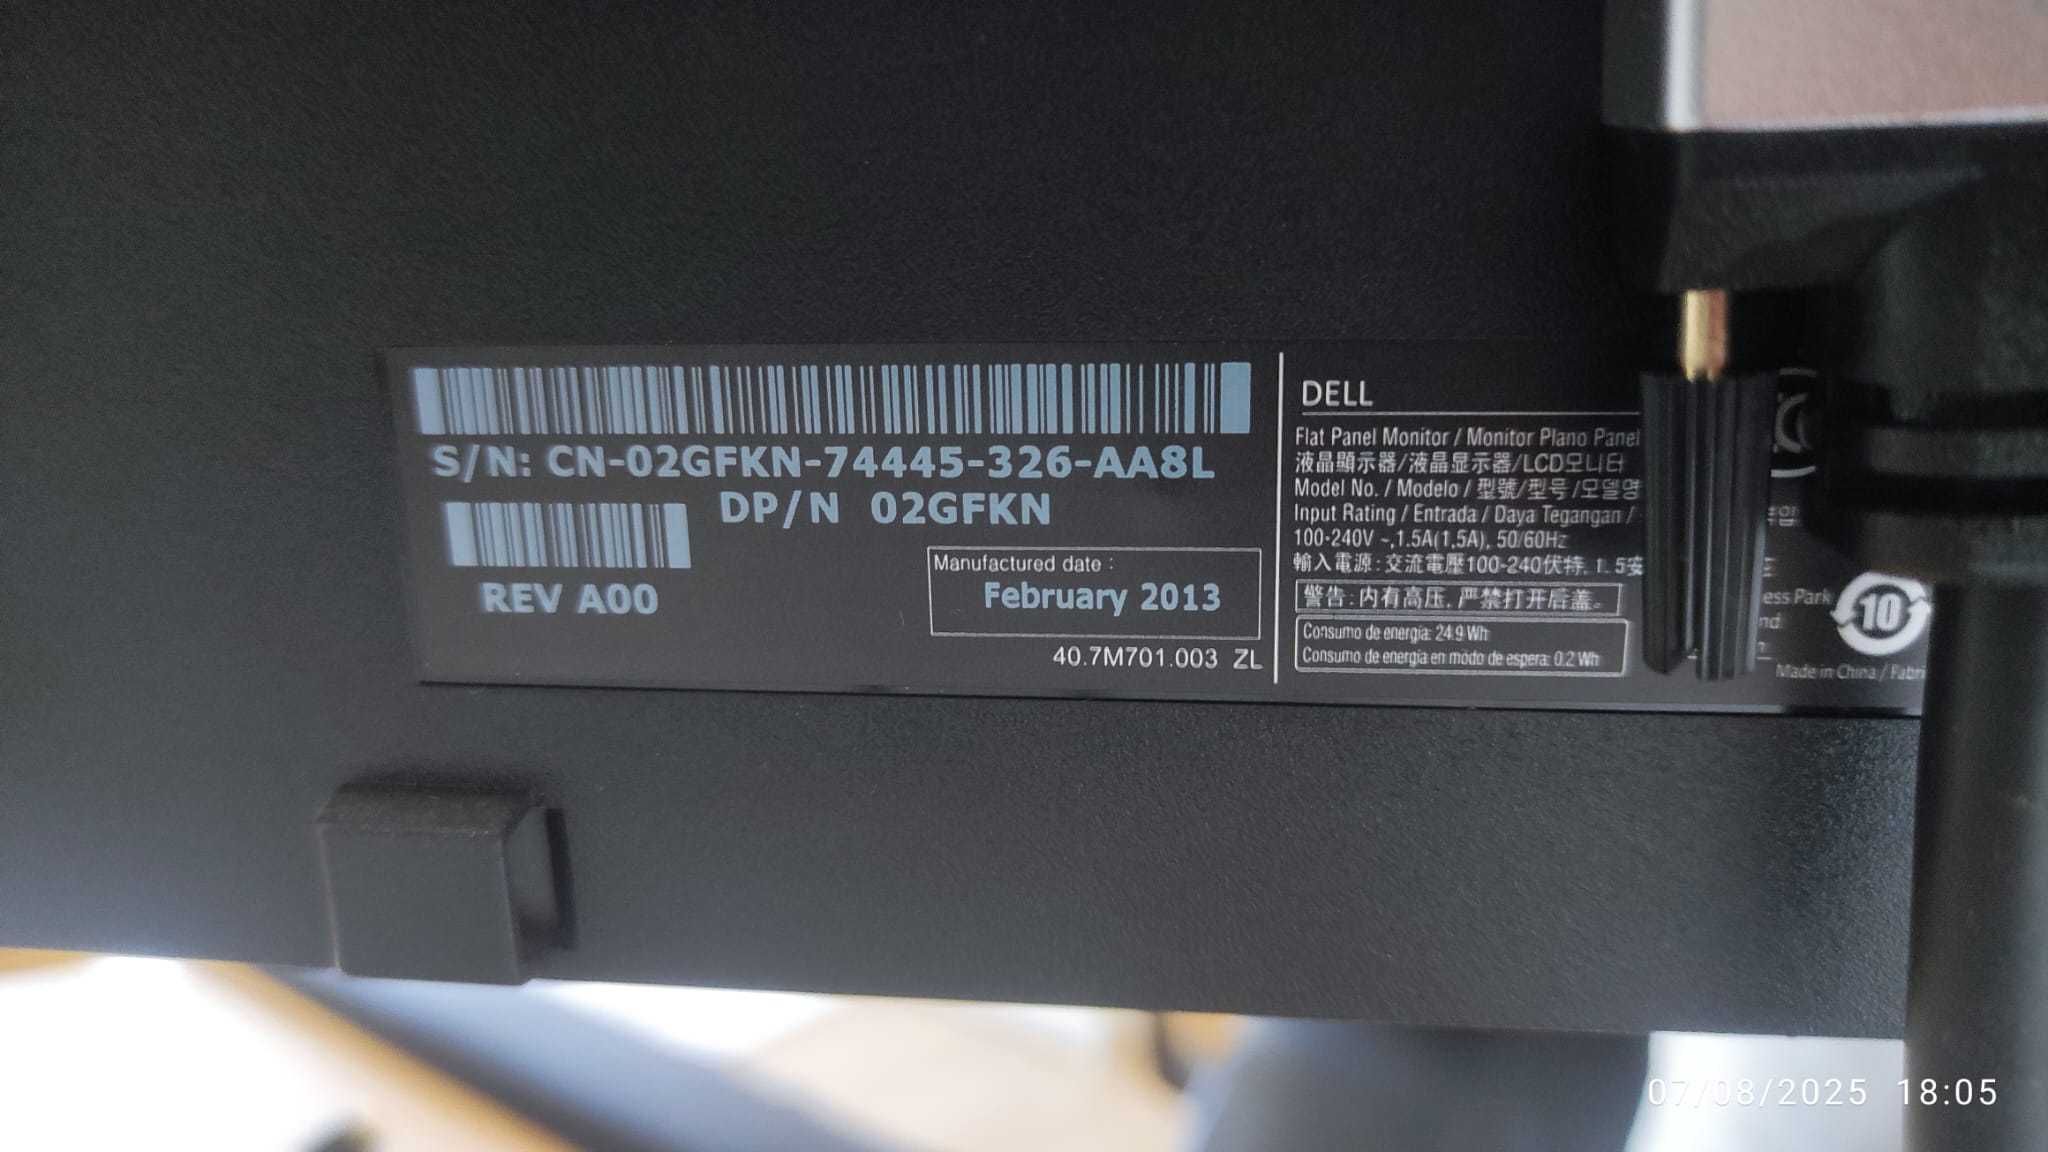 S/N: CN-02GFKN-74445-326-AA8L
DP/N 02GFKN
REV A00
Manufactured date :
February 2013
40.7M701.003 ZL
DELL
Flat Panel Monitor / Monitor Plano Panel
液晶顯示器/液晶显示器/LCD모니터
Model No. / Modelo / 型號/型号 /모델명
Input Rating / Entrada / Daya Tegangan /
100-240V ~,1.5A(1,5A), 50/60Hz
輸入電源:交流電壓100-240伏特, 1.5安
警告:内有高压,严禁打开后盖。
Consumo de energía: 24.9 Wh
Consumo de energía en modo de espera: 0.2 Wh
Park
10
Made in China /
07/08/2025 18:05